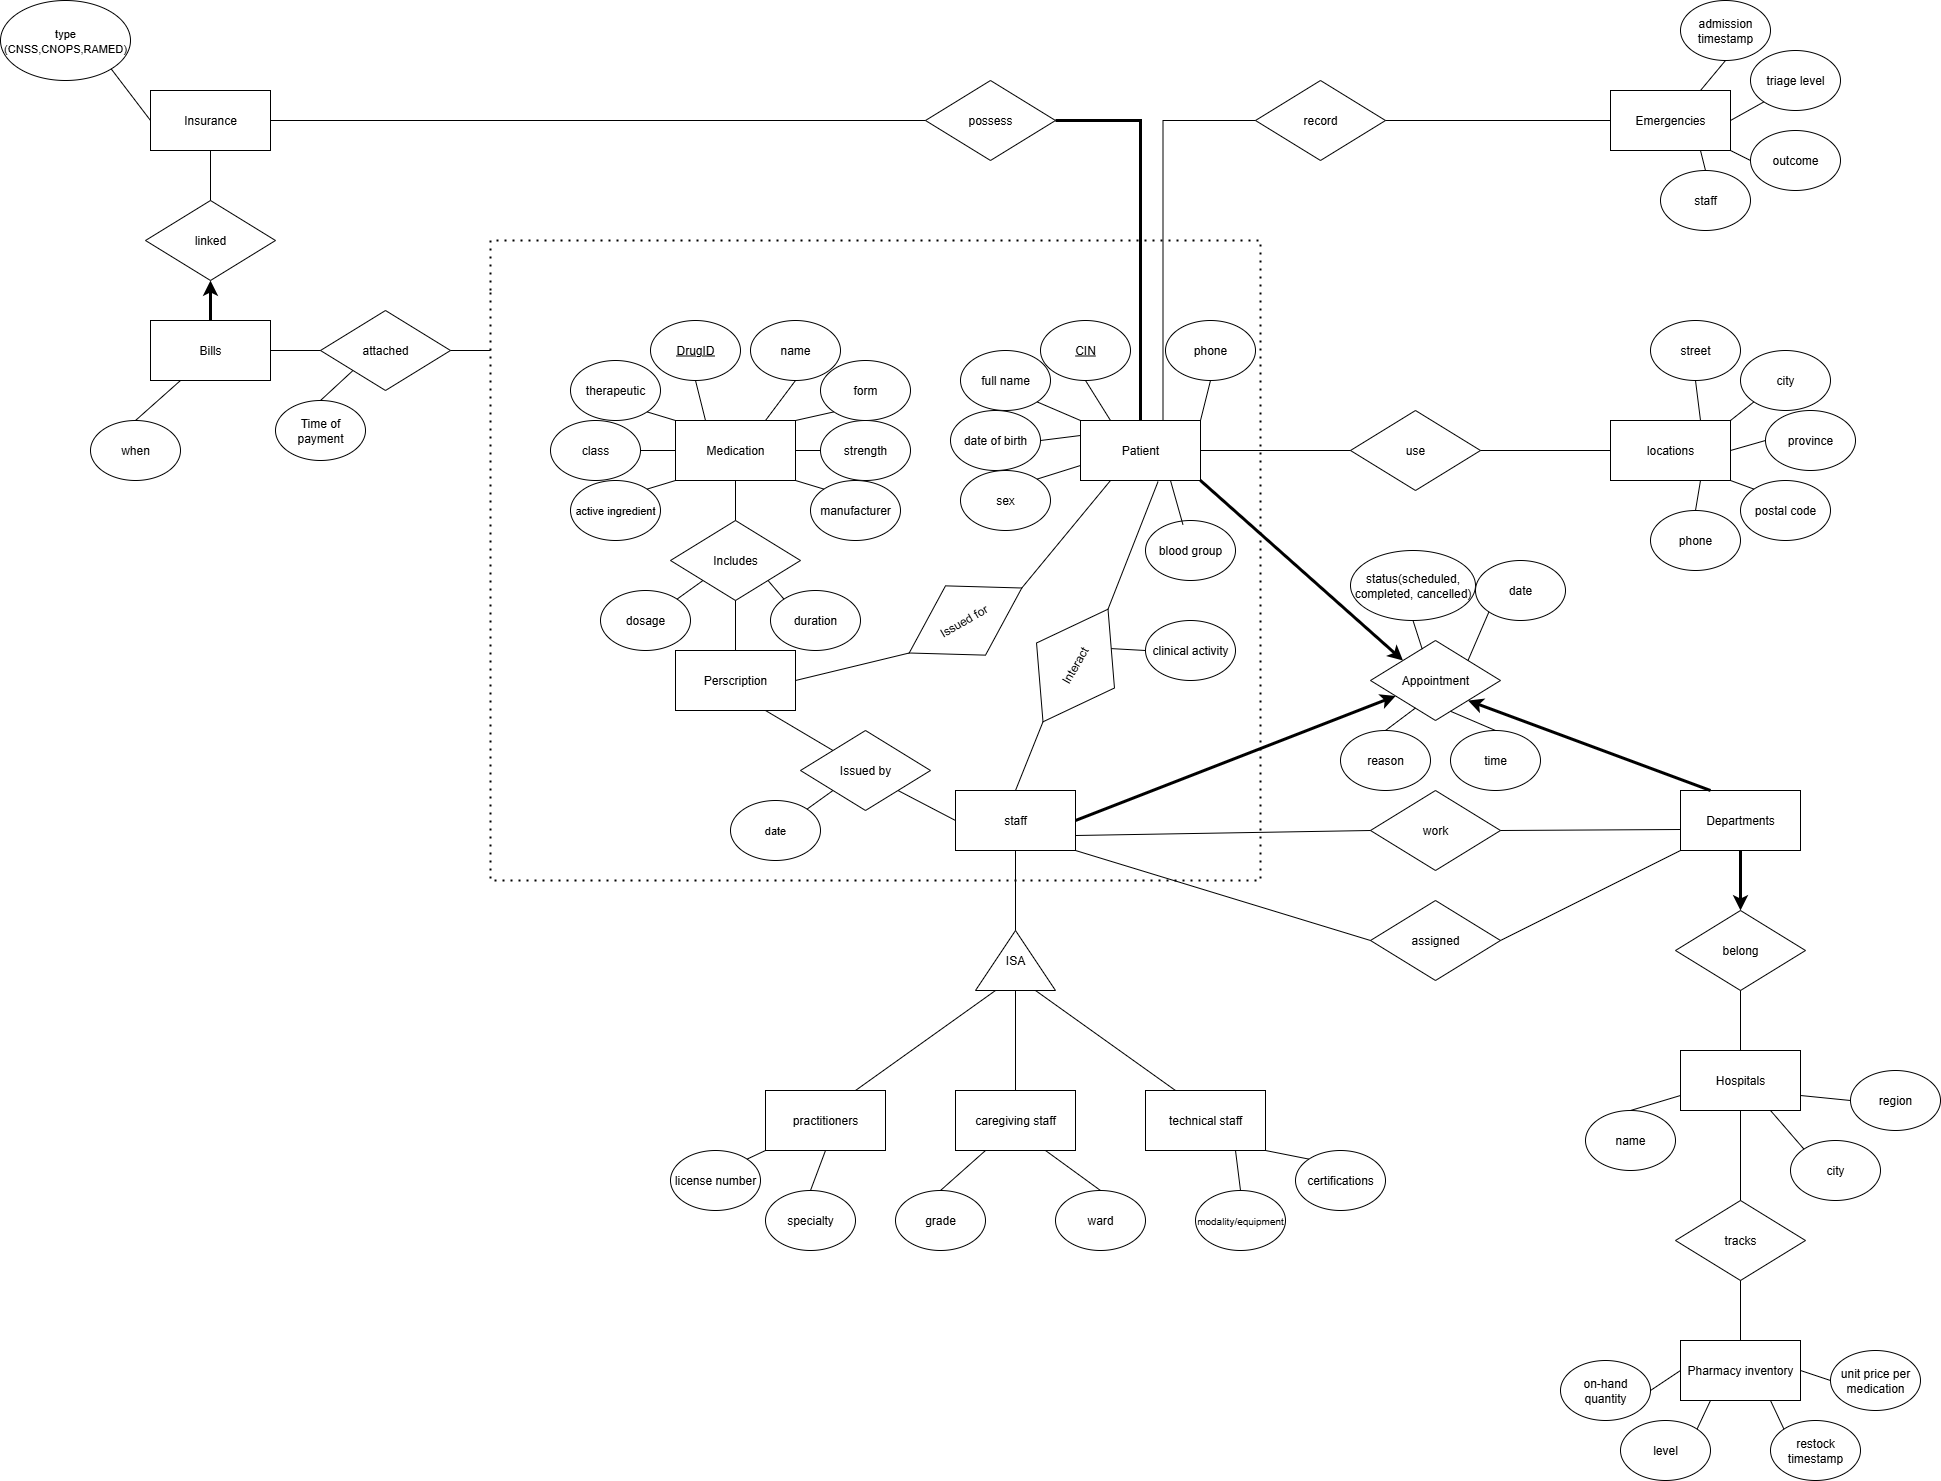 type
(CNSS,CNOPS,RAMED)
admission
timestamp
triage level
Insurance
possess
record
Emergencies
outcome
staff
linked
Bills
attached
when
Time of
payment
DrugID
name
therapeutic
form
class
Medication
strength
active ingredient
manufacturer
Includes
dosage
duration
Perscription
CIN
phone
full name
date of birth
Patient
sex
blood group
Issued for
Interact
clinical activity
Issued by
date
staff
use
street
city
locations
province
postal code
phone
status(scheduled,
completed, cancelled)
date
Appointment
reason
time
work
Departments
assigned
belong
ISA
practitioners
caregiving staff
technical staff
license number
specialty
grade
ward
modality/equipment
certifications
Hospitals
region
name
city
tracks
Pharmacy inventory
on-hand
quantity
unit price per
medication
level
restock
timestamp